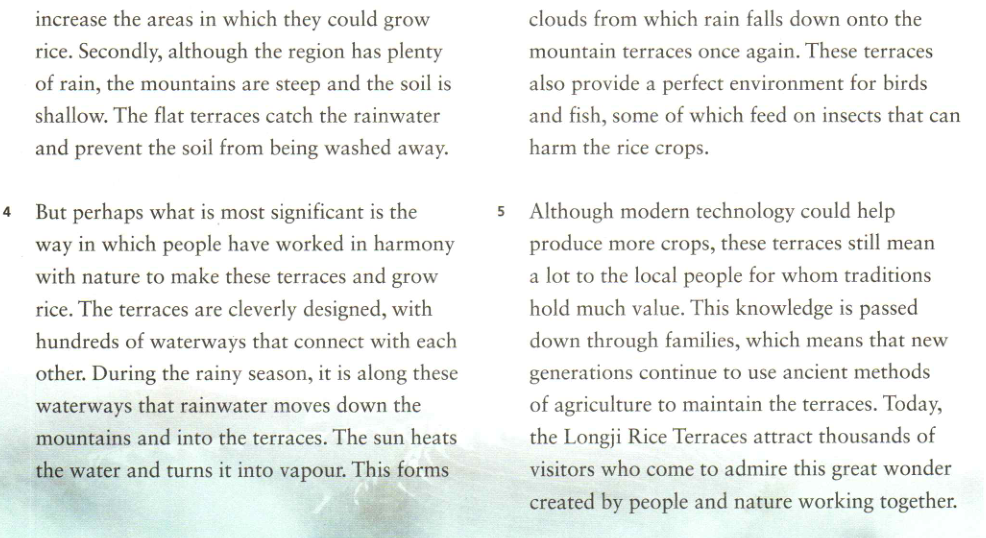 increase the areas in which they could grow
rice. Secondly, although the region has plenty
of rain, the mountains are steep and the soil is
shallow. The flat terraces catch the rainwater
and prevent the soil from being washed away.
4 But perhaps what is most significant is the
way in which people have worked in harmony
with nature to make these terraces and grow
rice. The terraces are cleverly designed, with
hundreds of waterways that connect with each
other. During the rainy season, it is along these
waterways that rainwater moves down the
mountains and into the terraces. The sun heats
the water and turns it into vapour. This forms
clouds from which rain falls down onto the
mountain terraces once again. These terraces
also provide a perfect environment for birds
and fish, some of which feed on insects that can
harm the rice crops.
5 Although modern technology could help
produce more crops, these terraces still mean
a lot to the local people for whom traditions
hold much value. This knowledge is passed
down through families, which means that new
generations continue to use ancient methods
of agriculture to maintain the terraces. Today,
the Longji Rice Terraces attract thousands of
visitors who come to admire this great wonder
created by people and nature working together.